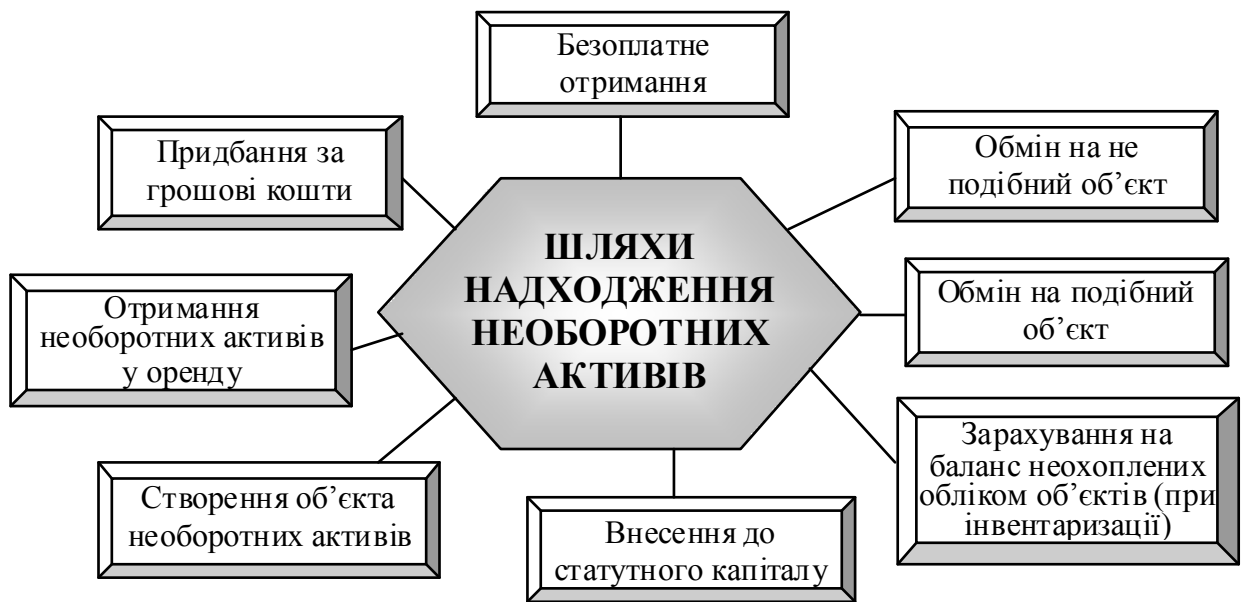 Безоплатне
отримання
Придбання за
грошові кошти
Обмін на не
подібний об’єкт
ШЛЯХИ
НАДХОДЖЕННЯ
НЕОБОРОТНИХ
АКТИВІВ
Отримання
необоротних активів
у оренду
Обмін на подібний
об’єкт
Створення об’єкта
необоротних активів
Внесення до
статутного капіталу
Зарахування на
баланс неохоплених
обліком об’єктів (при
інвентаризації)